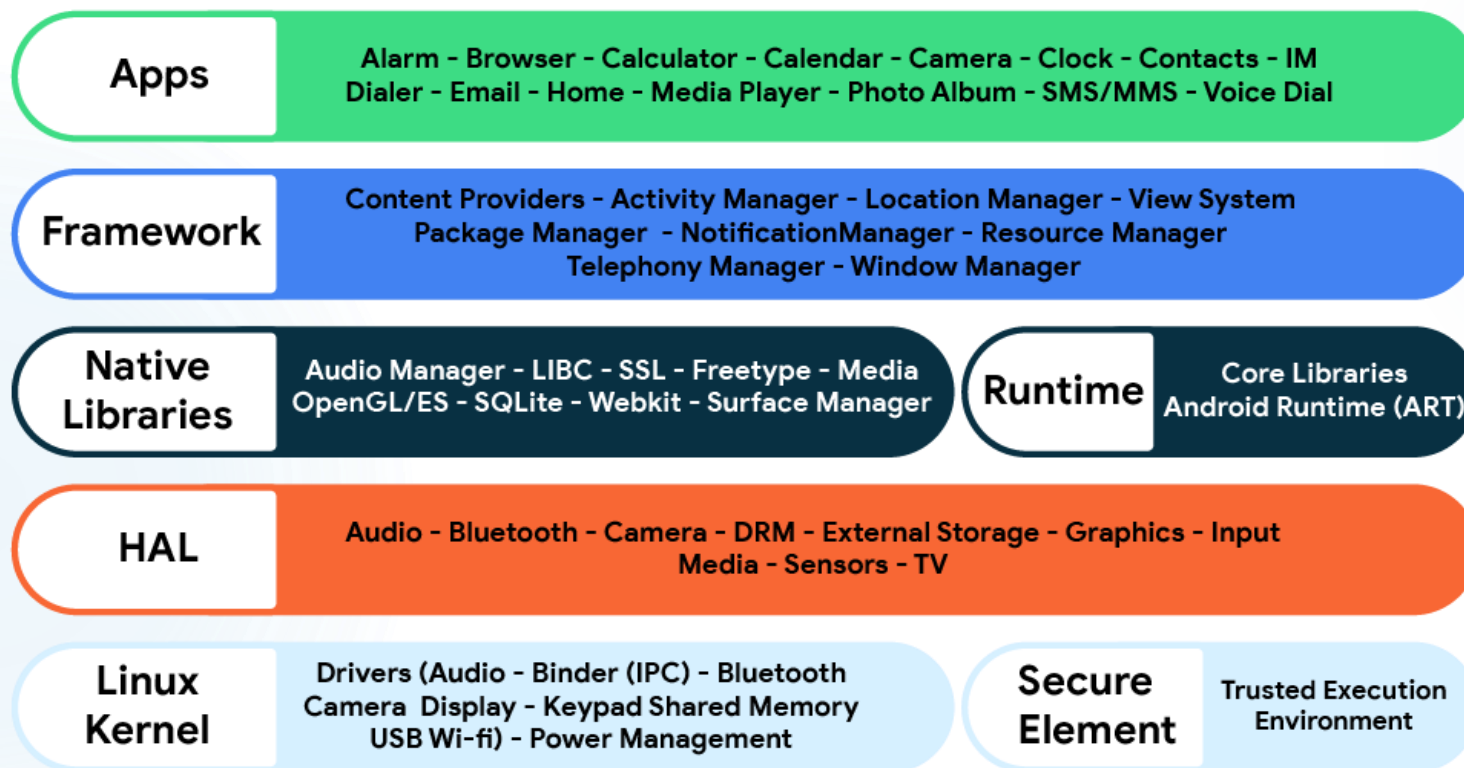 Apps
Alarm - Browser - Calculator - Calendar - Camera - Clock - Contacts - IM
Dialer - Email - Home - Media Player - Photo Album - SMS/MMS - Voice Dial
Framework
Content Providers - Activity Manager - Location Manager - View System
Package Manager - NotificationManager - Resource Manager
Telephony Manager - Window Manager
Native
Libraries
Audio Manager - LIBC - SSL - Freetype - Media
OpenGL/ES - SQLite - Webkit - Surface Manager
Runtime
Core Libraries
Android Runtime (ART)
HAL
Audio - Bluetooth - Camera - DRM - External Storage - Graphics - Input
Media - Sensors - TV
Linux
Kernel
Drivers (Audio - Binder (IPC) - Bluetooth
Camera Display - Keypad Shared Memory
USB Wi-fi) - Power Management
Secure
Element
Trusted Execution
Environment